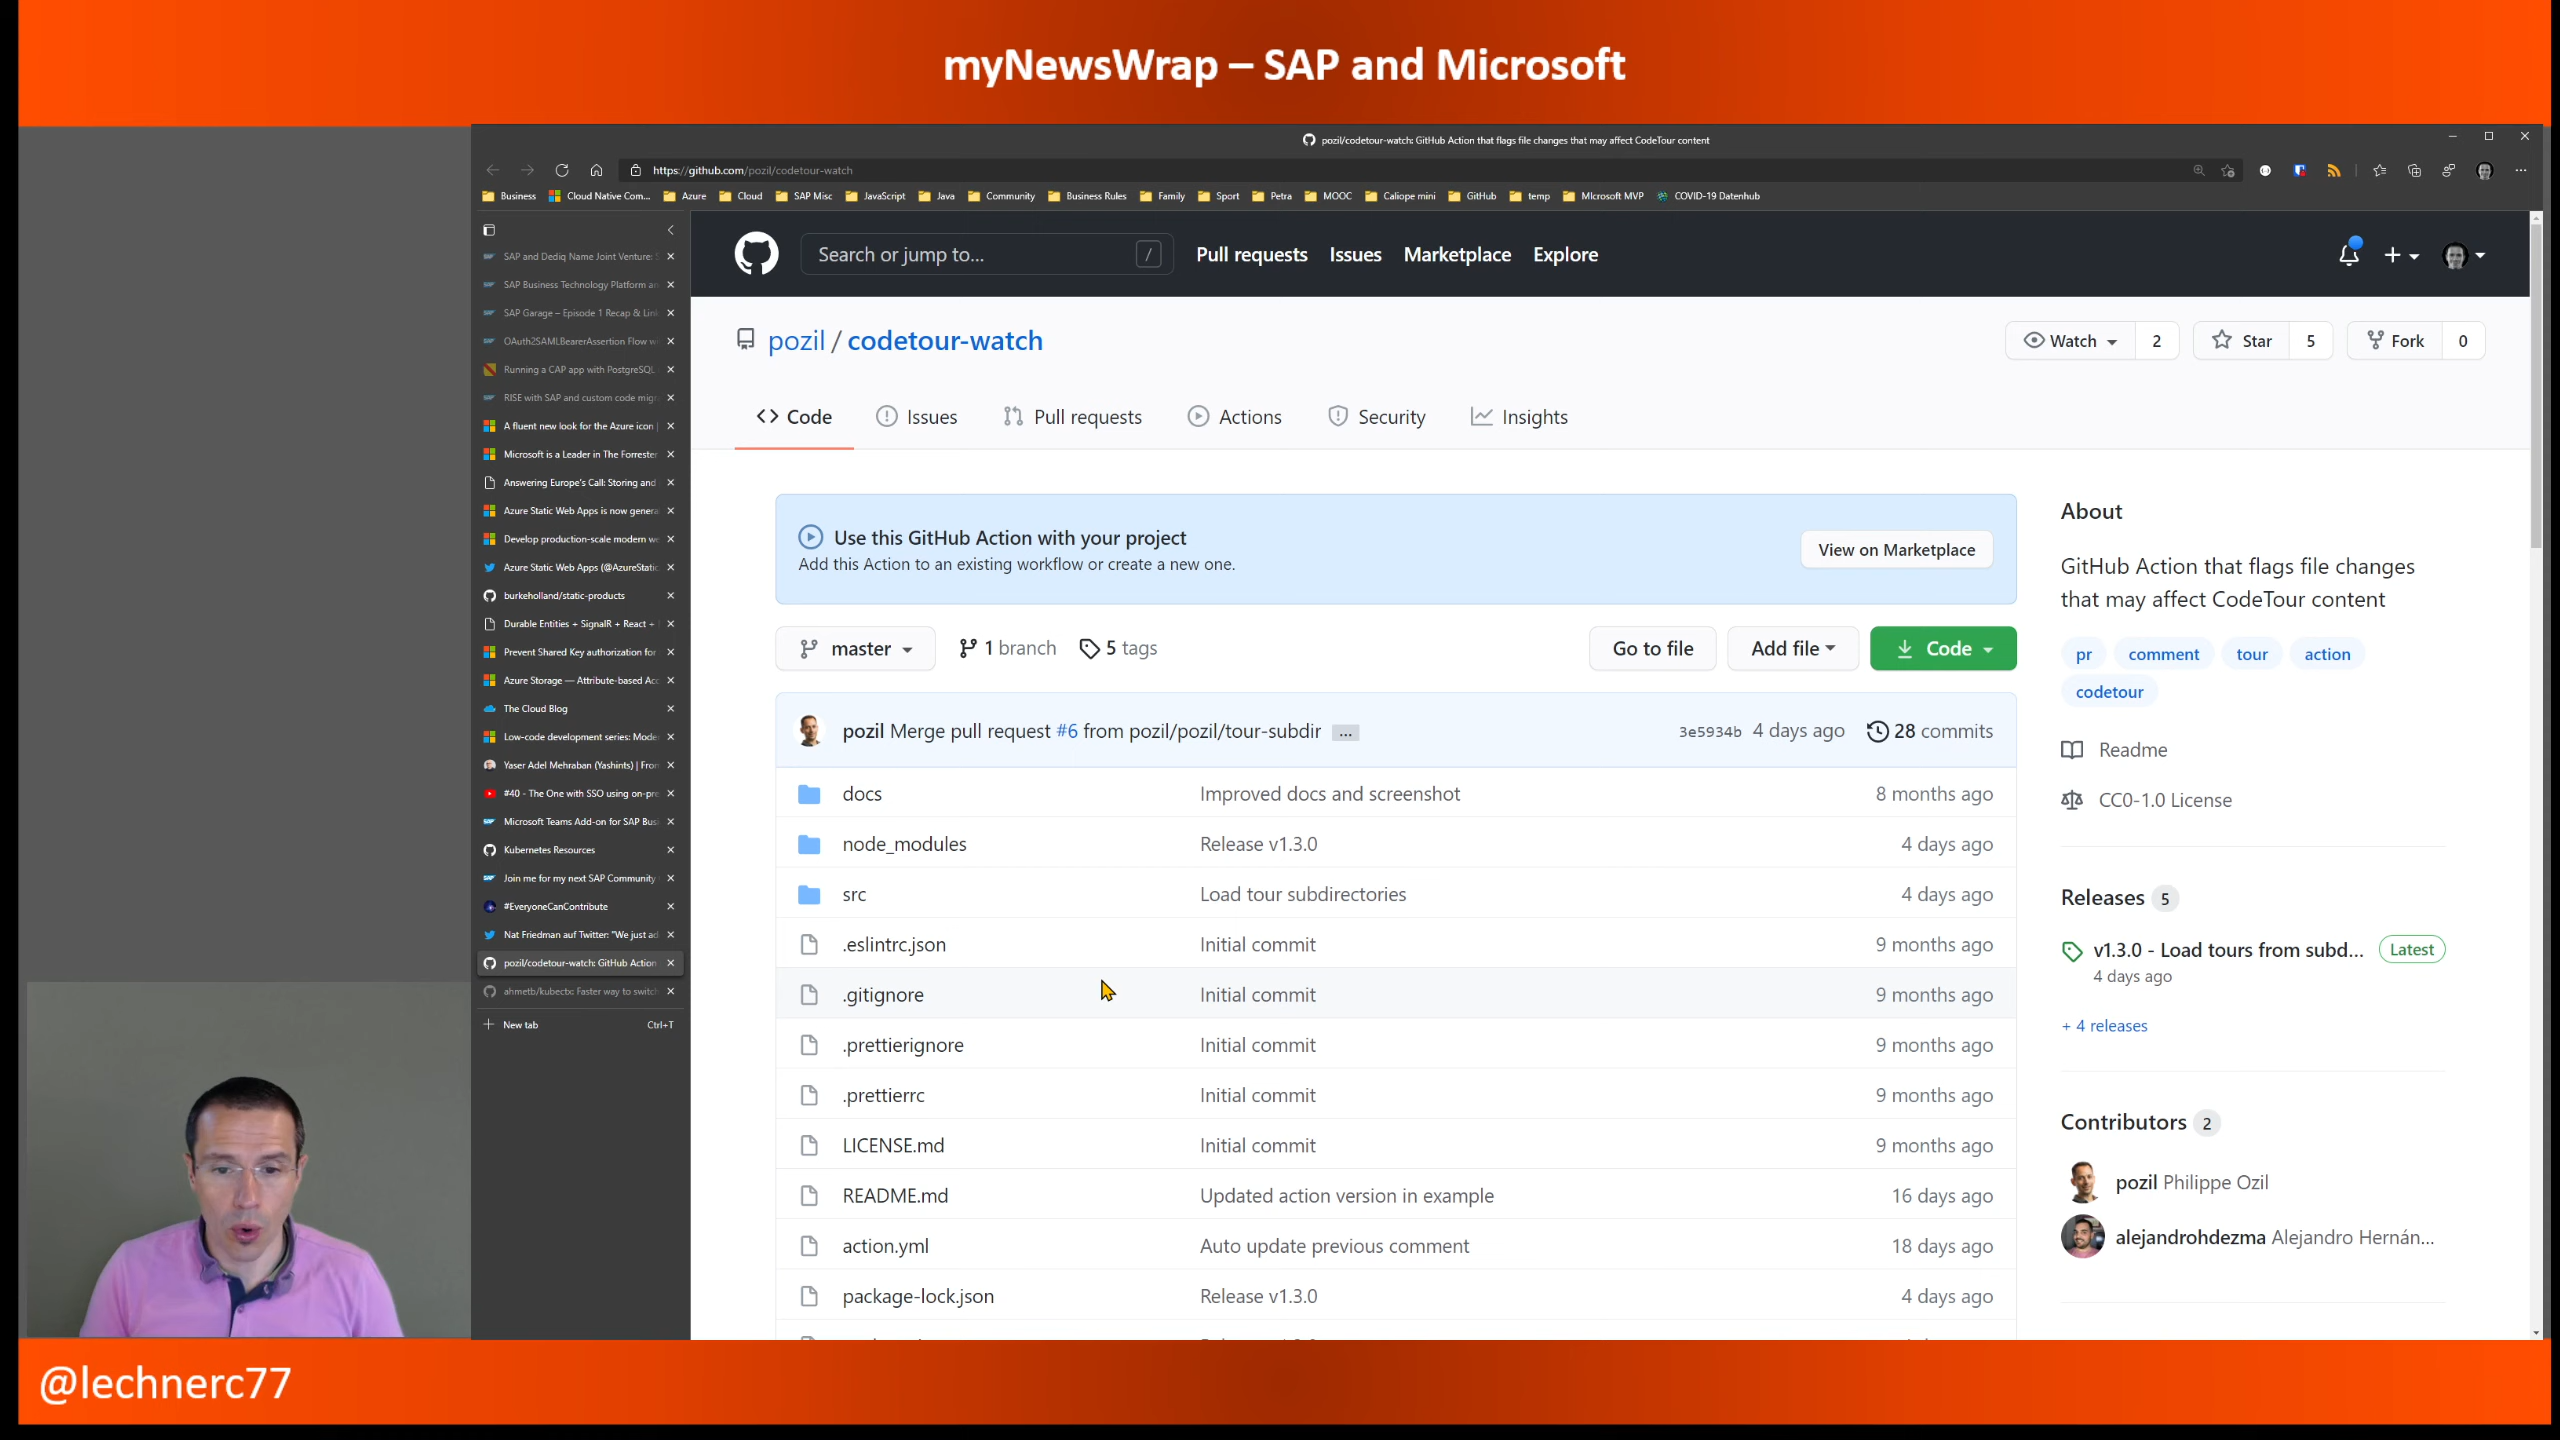 myNewsWrap – SAP and Microsoft
pozil/codetour-watch: GitHub Action that flags file changes that may affect CodeTour content
https://github.com/pozil/codetour-watch
Business
Cloud Native Com...
Azure
Cloud
SAP Misc
JavaScript
Java
Community
Business Rules
Family
Sport
Petra
MOOC
Caliope mini
GitHub
temp
MIcrosoft MVP
COVID-19 Datenhub
SAP and Dediq Name Joint Venture:
SAP Business Technology Platform an
SAP Garage – Episode 1 Recap & Lin
OAuth2SAMLBearerAssertion Flow w
Running a CAP app with PostgreSQL
RISE with SAP and custom code mig
A fluent new look for the Azure icon |
Microsoft is a Leader in The Forrester
Answering Europe's Call: Storing and
Azure Static Web Apps is now genera
Develop production-scale modern we
Azure Static Web Apps (@AzureStatic
burkeholland/static-products
Durable Entities + SignalR + React +
Prevent Shared Key authorization for
Azure Storage — Attribute-based Acc
The Cloud Blog
Low-code development series: Mode
Yaser Adel Mehraban (Yashints) | Fron
#40 - The One with SSO using on-pre
Microsoft Teams Add-on for SAP Bus
Kubernetes Resources
Join me for my next SAP Community
#EveryoneCanContribute
Nat Friedman auf Twitter: "We just ad
pozil/codetour-watch: GitHub Action
ahmetb/kubectx: Faster way to switch
New tab Ctrl+T
Search or jump to... /
Pull requests
Issues
Marketplace
Explore
pozil / codetour-watch
Watch 2
Star 5
Fork 0
Code
Issues
Pull requests
Actions
Security
Insights
Use this GitHub Action with your project
Add this Action to an existing workflow or create a new one.
View on Marketplace
master
1 branch
5 tags
Go to file
Add file
Code
pozil Merge pull request #6 from pozil/pozil/tour-subdir ... 3e5934b 4 days ago 28 commits
docs Improved docs and screenshot 8 months ago
node_modules Release v1.3.0 4 days ago
src Load tour subdirectories 4 days ago
.eslintrc.json Initial commit 9 months ago
.gitignore Initial commit 9 months ago
.prettierignore Initial commit 9 months ago
.prettierrc Initial commit 9 months ago
LICENSE.md Initial commit 9 months ago
README.md Updated action version in example 16 days ago
action.yml Auto update previous comment 18 days ago
package-lock.json Release v1.3.0 4 days ago
About
GitHub Action that flags file changes
that may affect CodeTour content
pr comment tour action
codetour
Readme
CC0-1.0 License
Releases 5
v1.3.0 - Load tours from subd... Latest
4 days ago
+ 4 releases
Contributors 2
pozil Philippe Ozil
alejandrohdezma Alejandro Hernán...
@lechnerc77